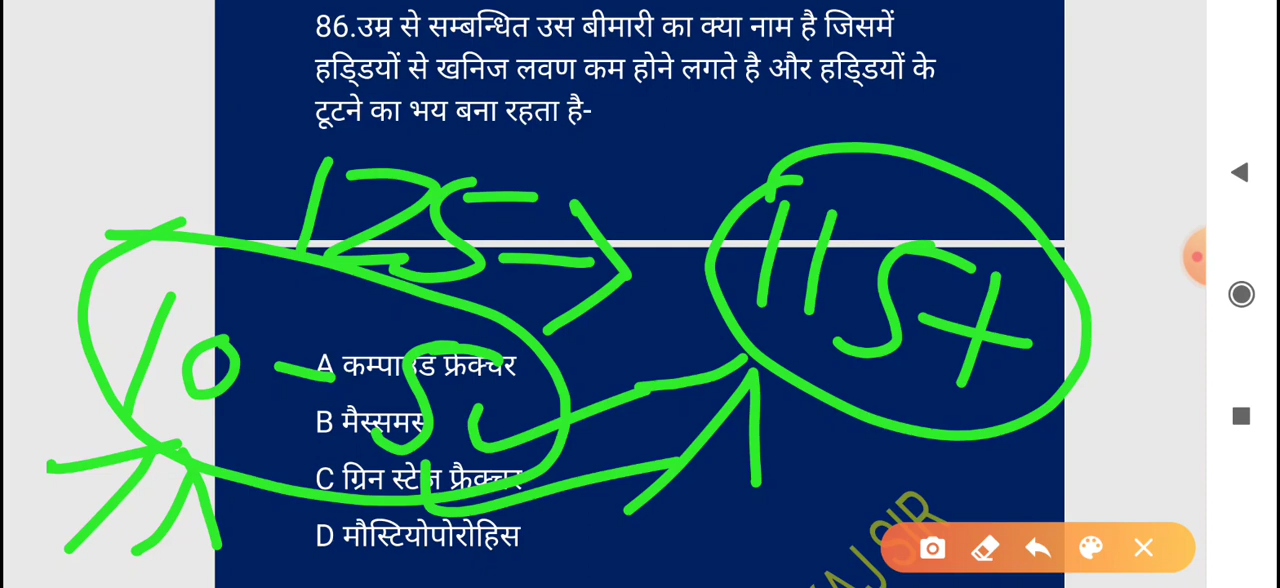 86.उम्र से सम्बन्धित उस बीमारी का क्या नाम है जिसमें
हड्डियों से खनिज लवण कम होने लगते है और हड्डियों के
टूटने का भय बना रहता है-
125 =>
115+
10 - 5
A कम्पाउड फ्रेक्चर
B मैस्समस
C ग्रिन स्टेज फ्रैक्चर
D मौस्टियोपोरोहिस
SIR